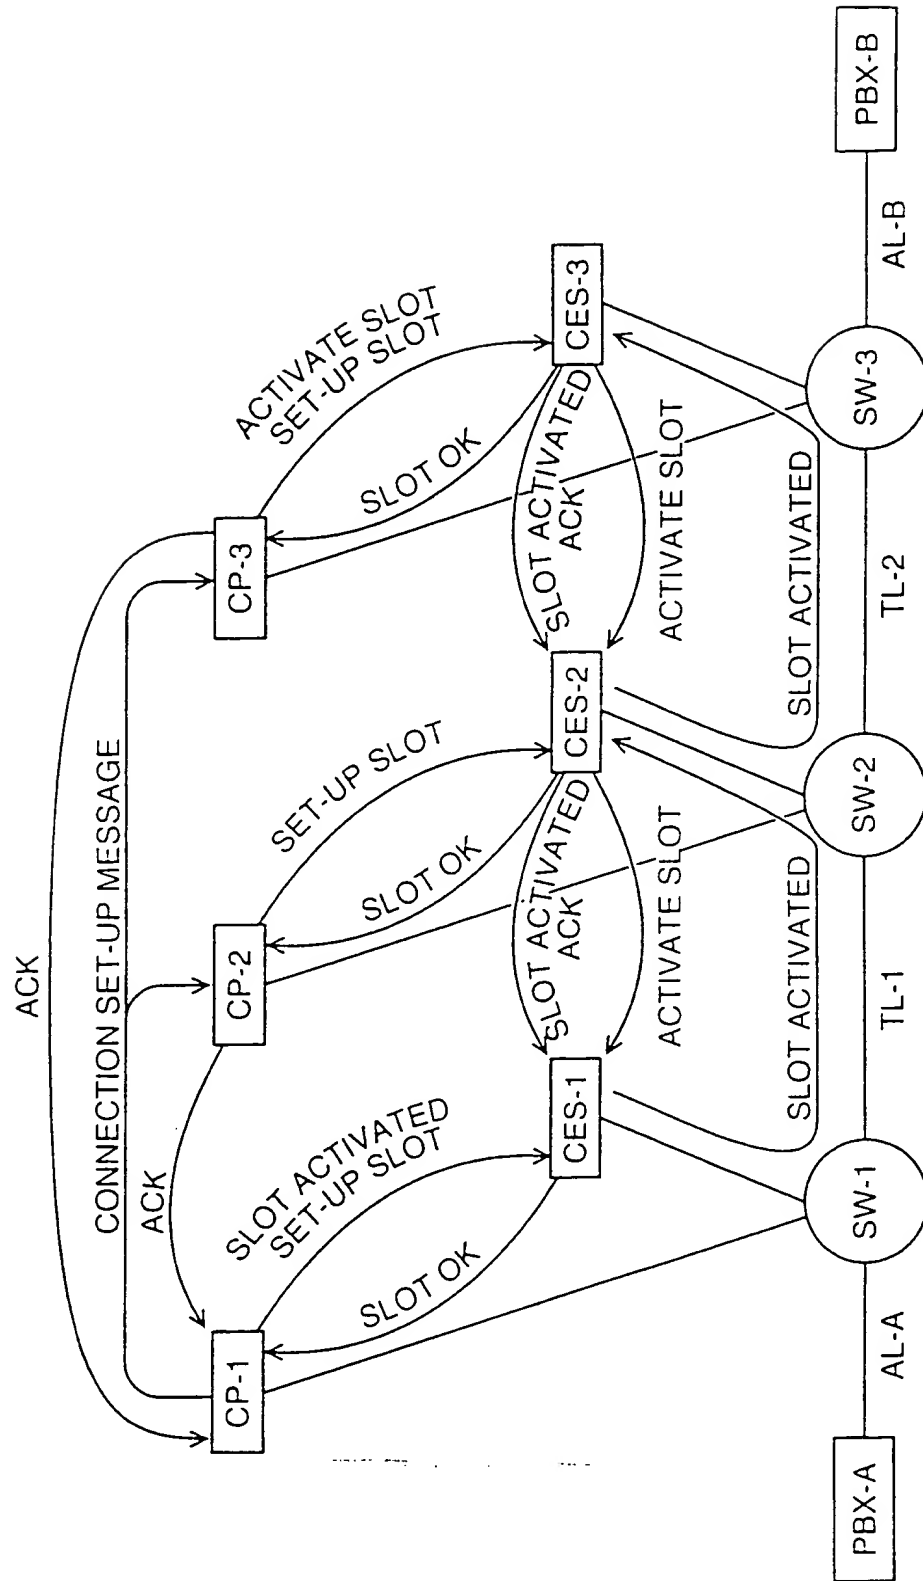 ACK
CONNECTION SET-UP MESSAGE
ACK
CP-1
CP-2
CP-3
SLOT ACTIVATED
SET-UP SLOT
SLOT OK
SET-UP SLOT
SLOT OK
ACTIVATE SLOT
SET-UP SLOT
SLOT OK
CES-1
SLOT ACTIVATED
ACK
CES-2
SLOT ACTIVATED
ACK
CES-3
ACTIVATE SLOT
ACTIVATE SLOT
SLOT ACTIVATED
SLOT ACTIVATED
PBX-A
AL-A
SW-1
TL-1
SW-2
TL-2
SW-3
AL-B
PBX-B